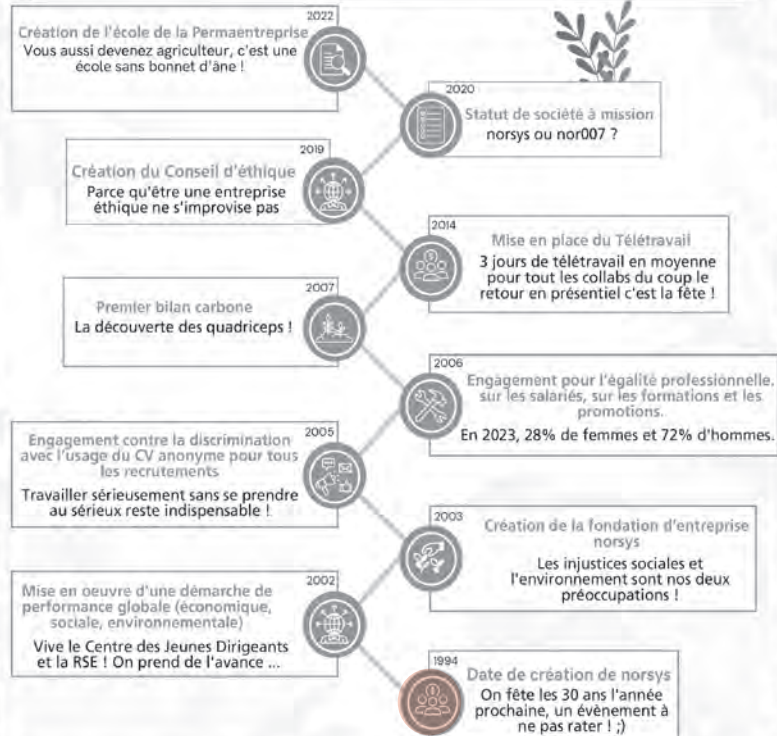 2022
Création de l'école de la Permaentreprise
Vous aussi devenez agriculteur, c'est une
école sans bonnet d'âne !
2020
Statut de société à mission
norsys ou nor007 ?
2019
Création du Conseil d'éthique
Parce qu'être une entreprise
éthique ne s'improvise pas
2014
Mise en place du Télétravail
3 jours de télétravail en moyenne
pour tout les collabs du coup le
retour en présentiel c'est la fête !
2007
Premier bilan carbone
La découverte des quadriceps !
2006
Engagement pour l'égalité professionnelle,
sur les salariés, sur les formations et les
promotions.
En 2023, 28% de femmes et 72% d'hommes.
2005
Engagement contre la discrimination
avec l'usage du CV anonyme pour tous
les recrutements
Travailler sérieusement sans se prendre
au sérieux reste indispensable !
2003
Création de la fondation d'entreprise
norsys
Les injustices sociales et
l'environnement sont nos deux
préoccupations !
2002
Mise en oeuvre d'une démarche de
performance globale (économique,
sociale, environnementale)
Vive le Centre des Jeunes Dirigeants
et la RSE ! On prend de l'avance ...
1994
Date de création de norsys
On fête les 30 ans l'année
prochaine, un évènement à
ne pas rater ! ;)